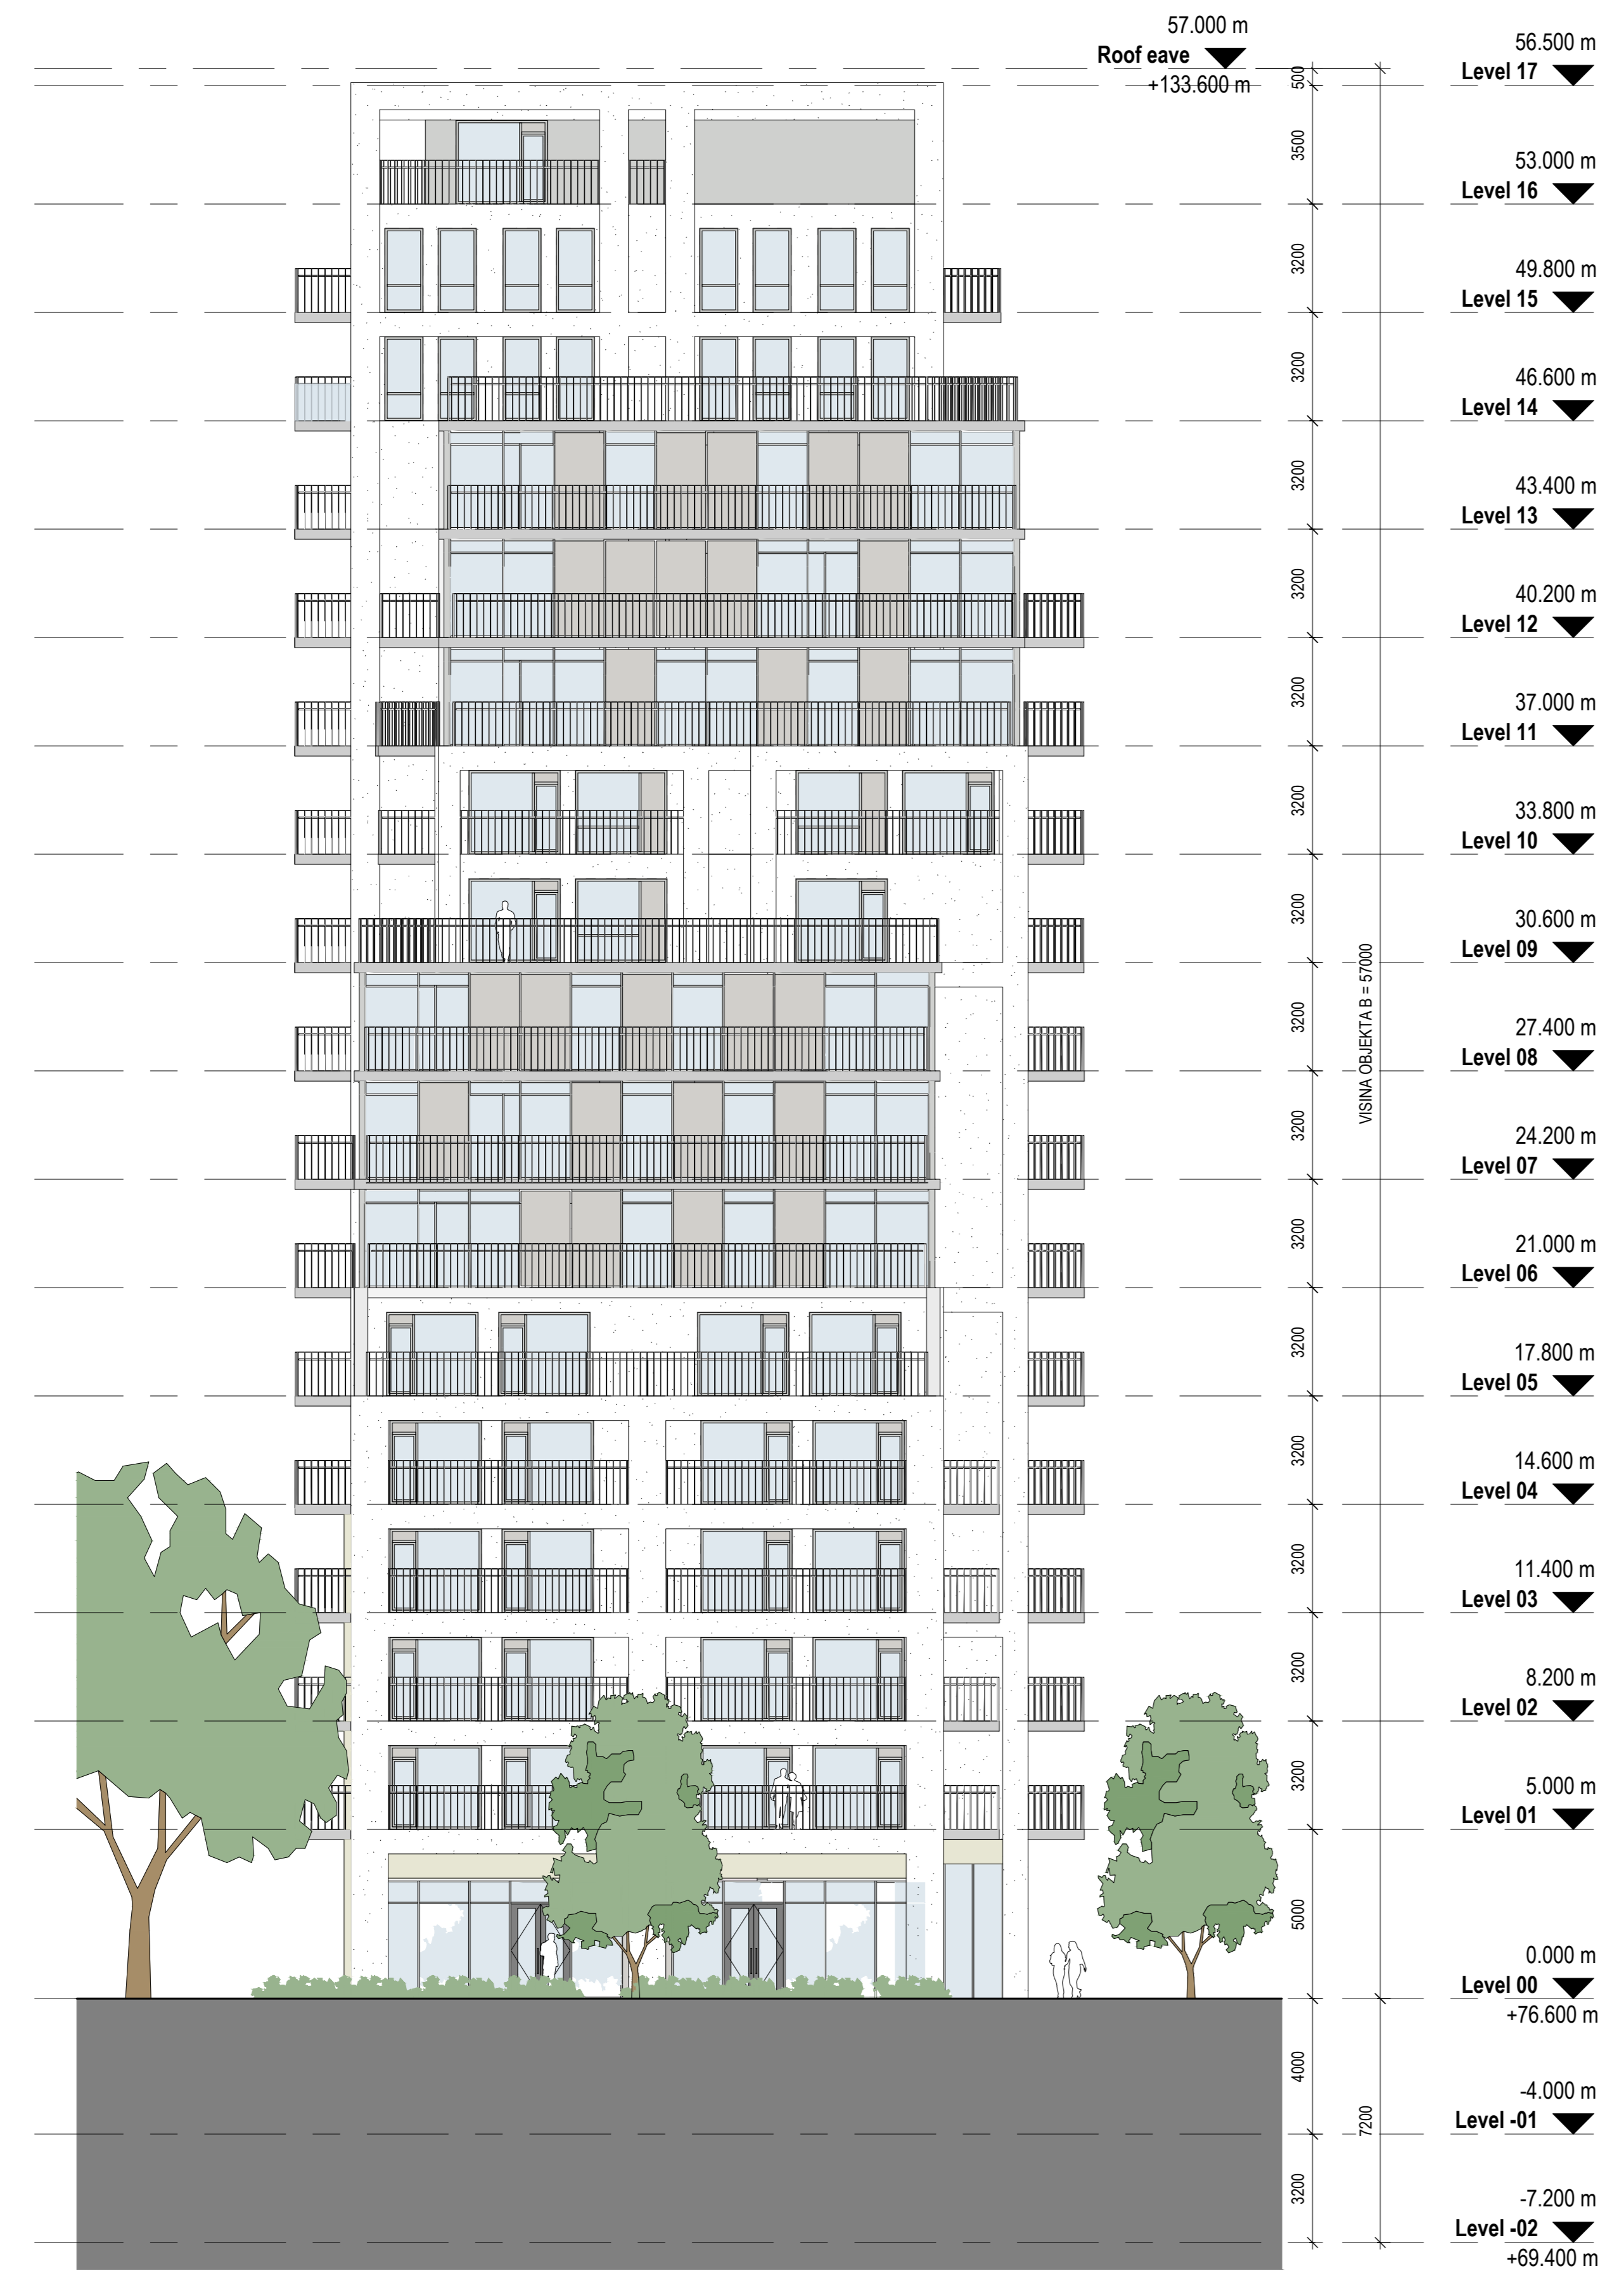 57.000 m
Roof eave
+133.600 m
56.500 m
Level 17
500
3500
53.000 m
Level 16
3200
49.800 m
Level 15
3200
46.600 m
Level 14
3200
43.400 m
Level 13
3200
40.200 m
Level 12
3200
37.000 m
Level 11
3200
33.800 m
Level 10
3200
30.600 m
Level 09
VISINA OBJEKTA B = 57000
3200
27.400 m
Level 08
3200
24.200 m
Level 07
3200
21.000 m
Level 06
3200
17.800 m
Level 05
3200
14.600 m
Level 04
3200
11.400 m
Level 03
3200
8.200 m
Level 02
3200
5.000 m
Level 01
5000
0.000 m
Level 00
+76.600 m
4000
-4.000 m
Level -01
7200
3200
-7.200 m
Level -02
+69.400 m